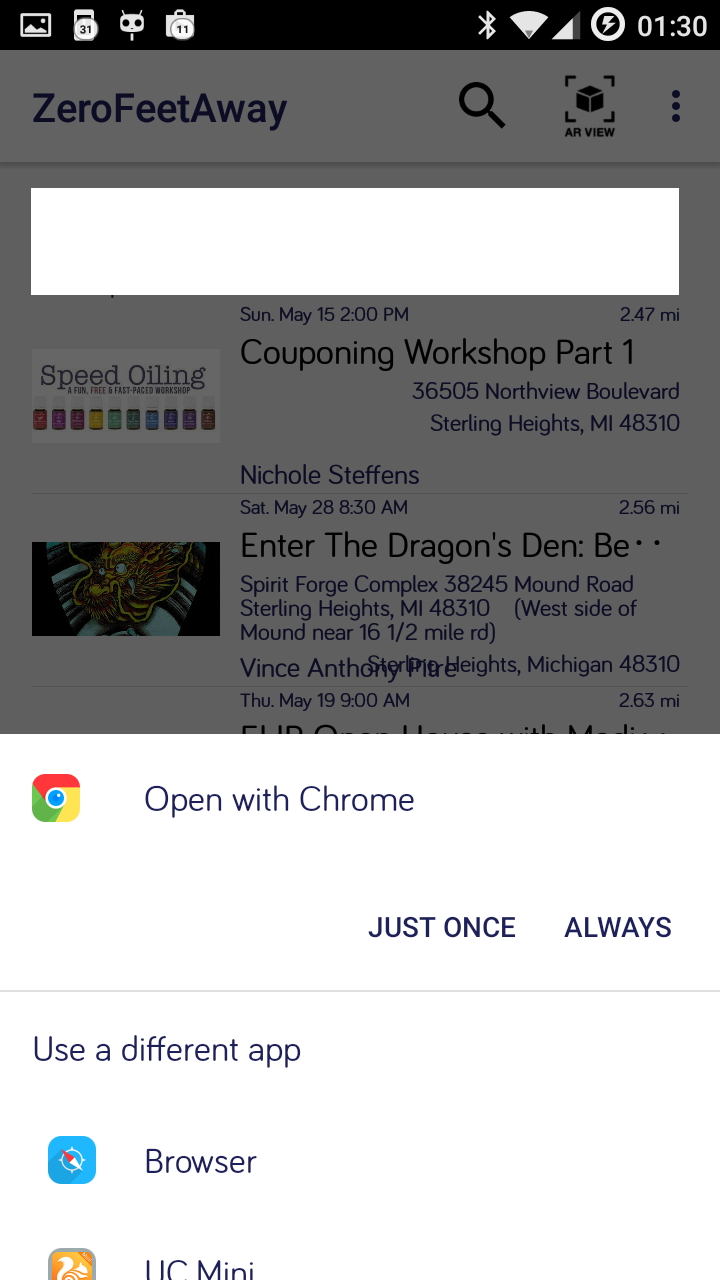 31
11
01:30
ZeroFeetAway
AR VIEW
Sun. May 15 2:00 PM
2.47 mi
Couponing Workshop Part 1
Speed Oiling
A FUN, FREE & FAST-PACED WORKSHOP
36505 Northview Boulevard
Sterling Heights, MI 48310
Nichole Steffens
Sat. May 28 8:30 AM
2.56 mi
Enter The Dragon's Den: Be··
Spirit Forge Complex 38245 Mound Road
Sterling Heights, MI 48310 (West side of
Mound near 16 1/2 mile rd)
Vince Anthony Pitre
Sterling Heights, Michigan 48310
Thu. May 19 9:00 AM
2.63 mi
Open House with
Open with Chrome
JUST ONCE
ALWAYS
Use a different app
Browser
UC Mini